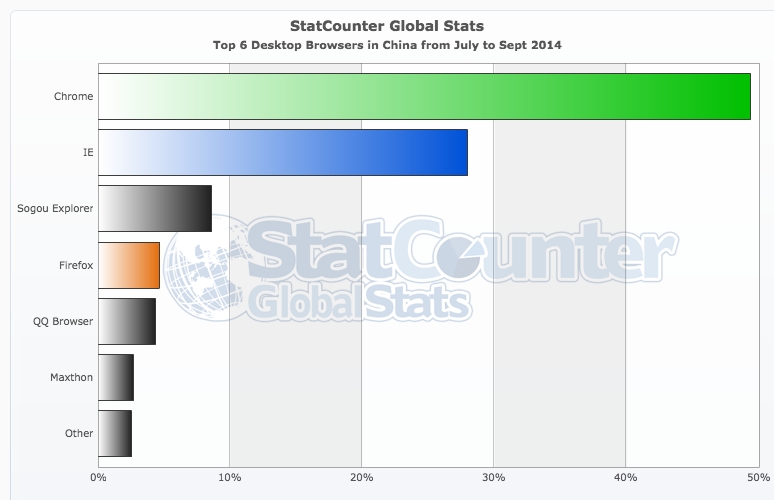 StatCounter Global Stats
Top 6 Desktop Browsers in China from July to Sept 2014
Chrome
IE
Sogou Explorer
Firefox
QQ Browser
Maxthon
Other
StatCounter
GlobalStats
0% 10% 20% 30% 40% 50%